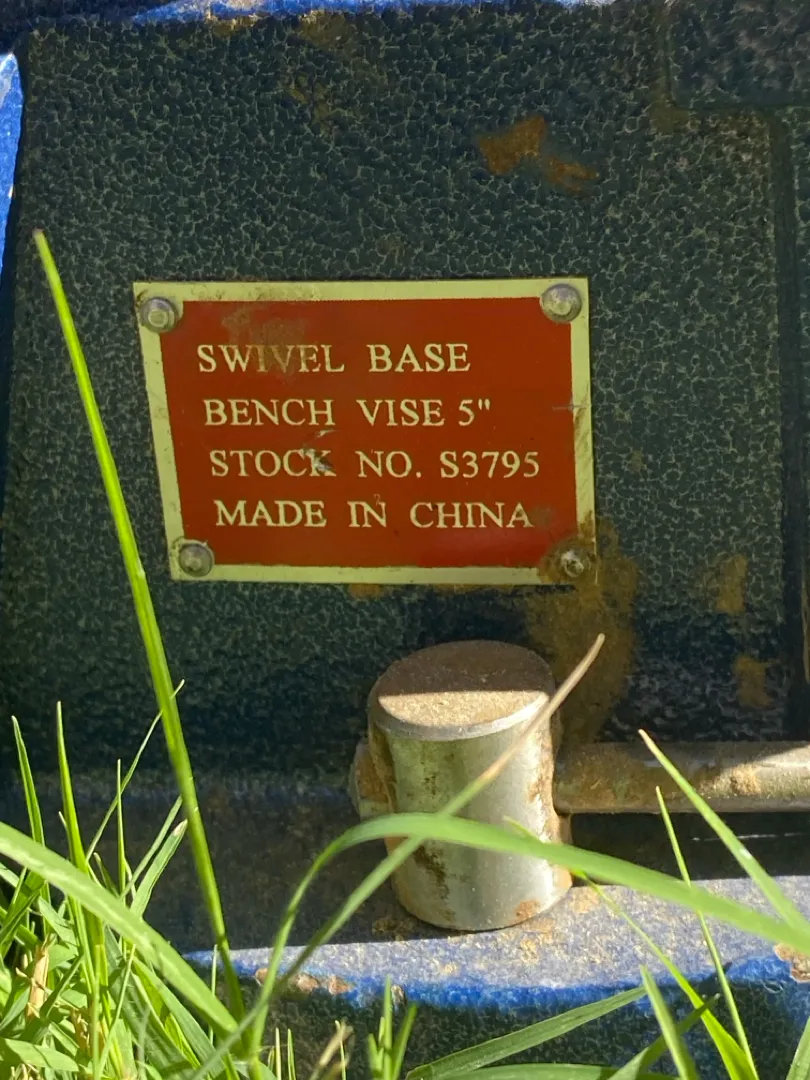 SWIVEL BASE
BENCH VISE 5"
STOCK NO. S3795
MADE IN CHINA